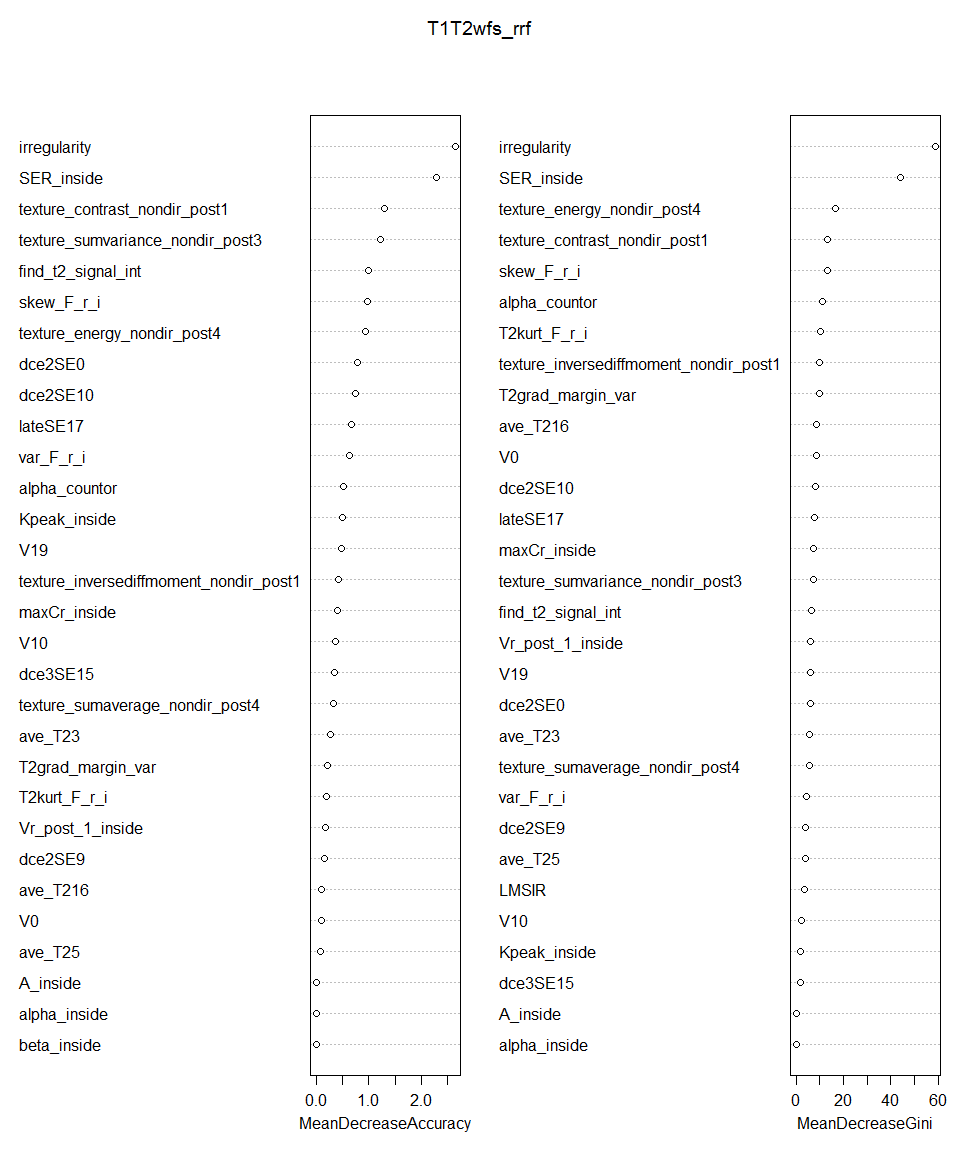 T1T2wfs_rrf
irregularity
SER_inside
texture_contrast_nondir_post1
texture_sumvariance_nondir_post3
find_t2_signal_int
skew_F_r_i
texture_energy_nondir_post4
dce2SE0
dce2SE10
lateSE17
var_F_r_i
alpha_countor
Kpeak_inside
V19
texture_inversediffmoment_nondir_post1
maxCr_inside
V10
dce3SE15
texture_sumaverage_nondir_post4
ave_T23
T2grad_margin_var
T2kurt_F_r_i
Vr_post_1_inside
dce2SE9
ave_T216
V0
ave_T25
A_inside
alpha_inside
beta_inside
0.0 1.0 2.0
MeanDecreaseAccuracy
irregularity
SER_inside
texture_energy_nondir_post4
texture_contrast_nondir_post1
skew_F_r_i
alpha_countor
T2kurt_F_r_i
texture_inversediffmoment_nondir_post1
T2grad_margin_var
ave_T216
V0
dce2SE10
lateSE17
maxCr_inside
texture_sumvariance_nondir_post3
find_t2_signal_int
Vr_post_1_inside
V19
dce2SE0
ave_T23
texture_sumaverage_nondir_post4
var_F_r_i
dce2SE9
ave_T25
LMSIR
V10
Kpeak_inside
dce3SE15
A_inside
alpha_inside
0 20 40 60
MeanDecreaseGini